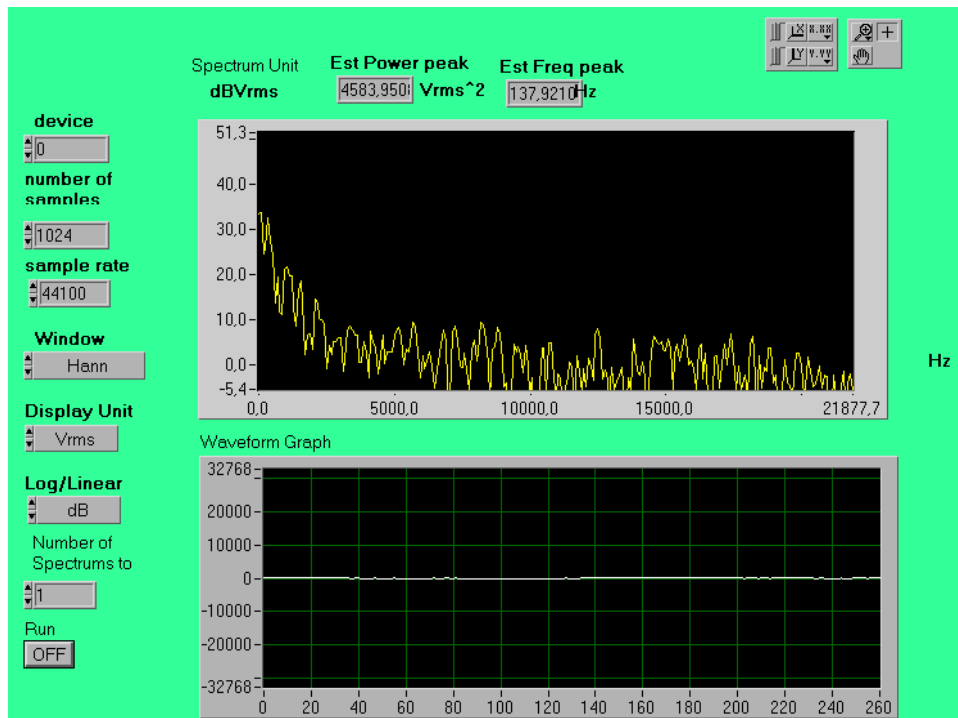 X.XX
Y.YY
Spectrum Unit
dBVrms
Est Power peak
4583,950 Vrms^2
Est Freq peak
137,9210 Hz
device
0
number of
samples
1024
sample rate
44100
Window
Hann
Display Unit
Vrms
Log/Linear
dB
Number of
Spectrums to
1
Run
OFF
51,3
40,0
30,0
20,0
10,0
0,0
-5,4
0,0 5000,0 10000,0 15000,0 21877,7
Hz
Waveform Graph
32768
20000
10000
0
-10000
-20000
-32768
0 20 40 60 80 100 120 140 160 180 200 220 240 260